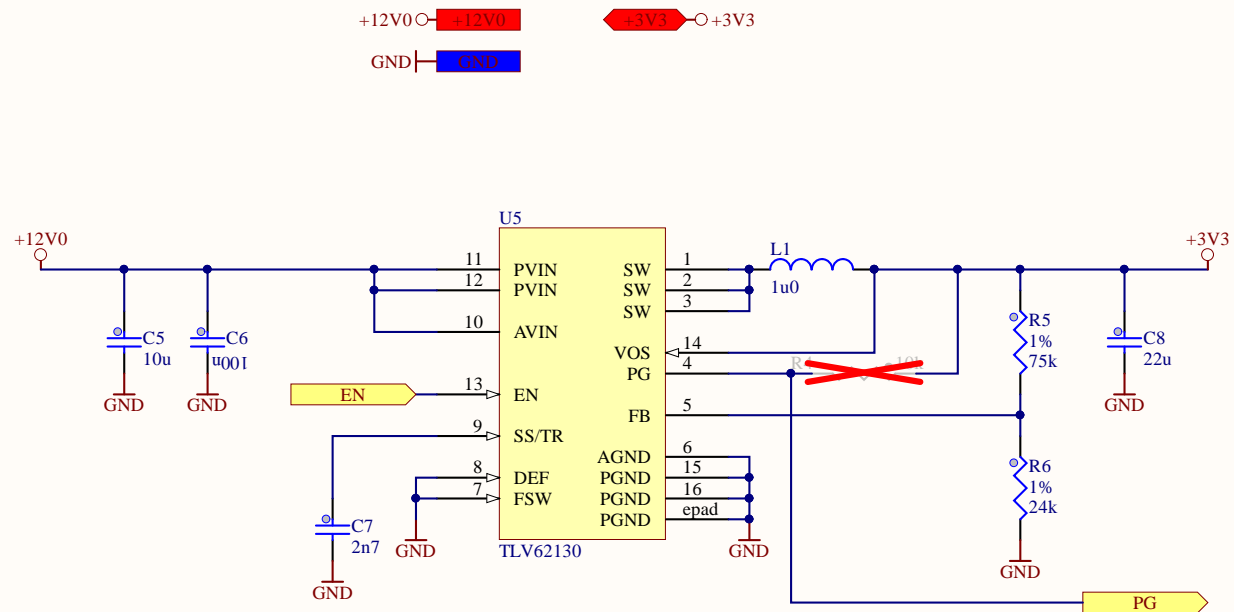 +12V0 +12V0 +3V3 +3V3
GND GND
U5
+12V0 +3V3
11 PVIN SW 1 L1
12 PVIN SW 2 1u0
SW 3 R5
10 AVIN 1%
C5 C6 75k
10u 100n C8
VOS 14 22u
PG 4 10k
GND GND GND
EN 13 EN
FB 5
9 SS/TR
AGND 6 R6
8 DEF PGND 15 1%
7 FSW PGND 16 24k
PGND epad
C7
2n7
GND TLV62130 GND
GND GND
PG